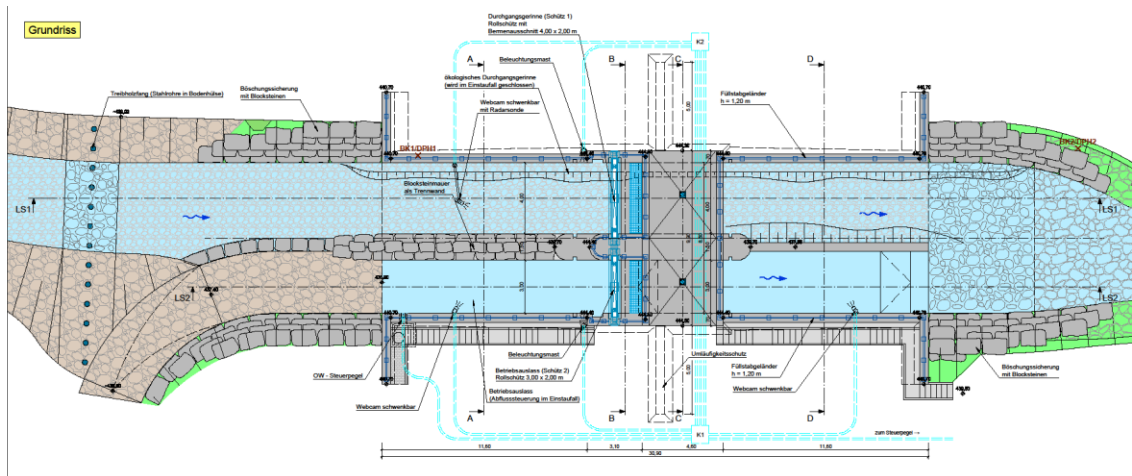 Grundriss
Durchgangsgerinne (Schütz 1)
Rollschütz mit
Bermenausschnitt 4,00 x 2,00 m
K2
A
B
C
D
Beleuchtungsmast
ökologisches Durchgangsgerinne
(wird im Einstaufall geschlossen)
Webcam schwenkbar
mit Radarsonde
Treibholzfang (Stahlrohre in Bodenhülse)
Böschungssicherung
mit Blocksteinen
Füllstabgeländer
h = 1,20 m
BK1/DPH1
BK2/DPH2
Blocksteinmauer
als Trennwand
LS1
LS1
LS2
LS2
Beleuchtungsmast
Betriebsauslass (Schütz 2)
Rollschütz 3,00 x 2,00 m
OW - Steuerpegel
Webcam schwenkbar
Betriebsauslass
(Abflusssteuerung im Einstaufall)
Umläufigkeitsschutz
Füllstabgeländer
h = 1,20 m
Webcam schwenkbar
Böschungssicherung
mit Blocksteinen
A
B
C
D
K1
zum Steuerpegel →
11,60
3,10
4,60
11,60
30,90